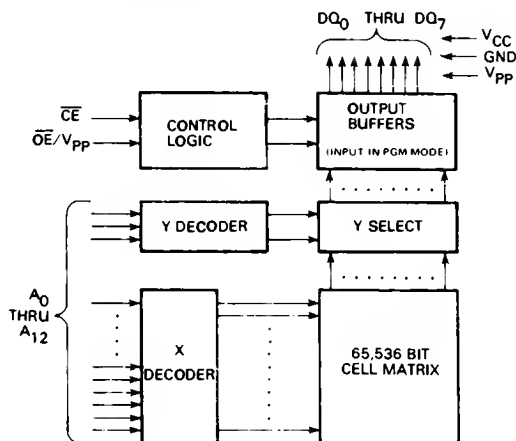 DQ0 THRU DQ7
VCC
GND
VPP
CE
OE/VPP
CONTROL
LOGIC
OUTPUT
BUFFERS
(INPUT IN PGM MODE)
Y DECODER
Y SELECT
A0
THRU
A12
X
DECODER
65,536 BIT
CELL MATRIX